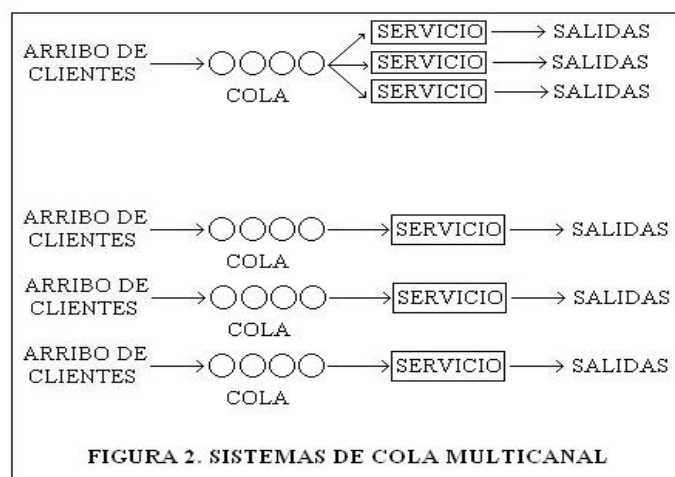 SERVICIO SALIDAS
ARRIBO DE
CLIENTES
SERVICIO SALIDAS
COLA
SERVICIO SALIDAS
ARRIBO DE
CLIENTES
SERVICIO SALIDAS
COLA
ARRIBO DE
CLIENTES
SERVICIO SALIDAS
COLA
ARRIBO DE
CLIENTES
SERVICIO SALIDAS
COLA
FIGURA 2. SISTEMAS DE COLA MULTICANAL